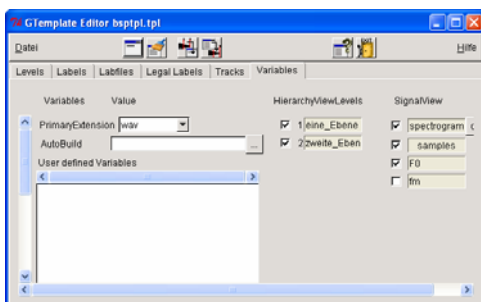 GTemplate Editor bsptpl.tpl
Datei Hilfe
Levels Labels Labfiles Legal Labels Tracks Variables
Variables Value HierarchyViewLevels SignalView
PrimaryExtension wav 1 eine_Ebene spectrogram
AutoBuild ... 2 zweite_Eben samples
User defined Variables F0
fm